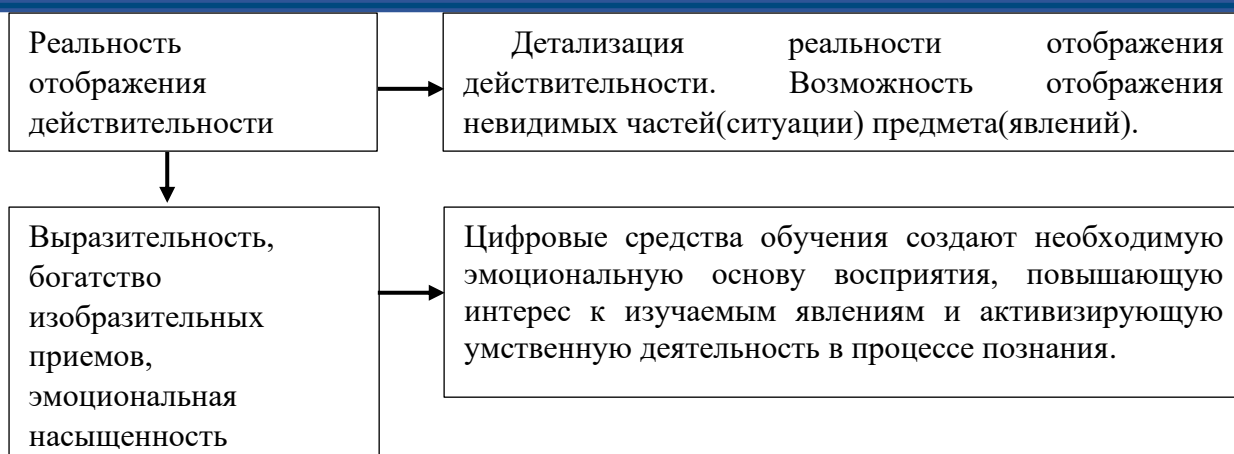 Реальность
отображения
действительности
Детализация реальности отображения
действительности. Возможность отображения
невидимых частей(ситуации) предмета(явлений).
Выразительность,
богатство
изобразительных
приемов,
эмоциональная
насыщенность
Цифровые средства обучения создают необходимую
эмоциональную основу восприятия, повышающую
интерес к изучаемым явлениям и активизирующую
умственную деятельность в процессе познания.